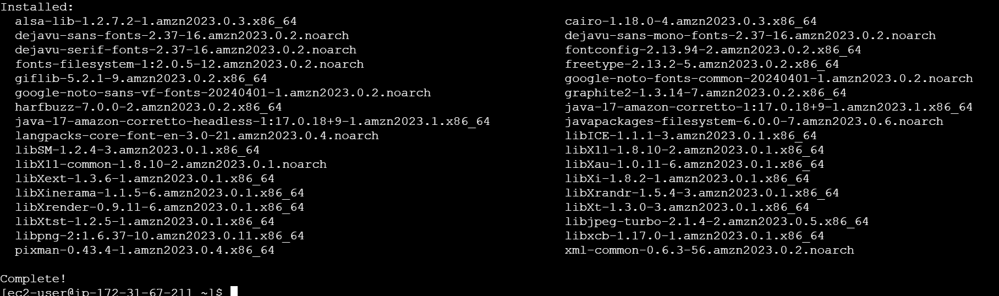 Installed:
alsa-lib-1.2.7.2-1.amzn2023.0.3.x86_64 cairo-1.18.0-4.amzn2023.0.3.x86_64
dejavu-sans-fonts-2.37-16.amzn2023.0.2.noarch dejavu-sans-mono-fonts-2.37-16.amzn2023.0.2.noarch
dejavu-serif-fonts-2.37-16.amzn2023.0.2.noarch fontconfig-2.13.94-2.amzn2023.0.2.x86_64
fonts-filesystem-1:2.0.5-12.amzn2023.0.2.noarch freetype-2.13.2-5.amzn2023.0.2.x86_64
giflib-5.2.1-9.amzn2023.0.2.x86_64 google-noto-fonts-common-20240401-1.amzn2023.0.2.noarch
google-noto-sans-vf-fonts-20240401-1.amzn2023.0.2.noarch graphite2-1.3.14-7.amzn2023.0.2.x86_64
harfbuzz-7.0.0-2.amzn2023.0.2.x86_64 java-17-amazon-corretto-1:17.0.18+9-1.amzn2023.1.x86_64
java-17-amazon-corretto-headless-1:17.0.18+9-1.amzn2023.1.x86_64 javapackages-filesystem-6.0.0-7.amzn2023.0.6.noarch
langpacks-core-font-en-3.0-21.amzn2023.0.4.noarch libICE-1.1.1-3.amzn2023.0.1.x86_64
libSM-1.2.4-3.amzn2023.0.1.x86_64 libX11-1.8.10-2.amzn2023.0.1.x86_64
libX11-common-1.8.10-2.amzn2023.0.1.noarch libXau-1.0.11-6.amzn2023.0.1.x86_64
libXext-1.3.6-1.amzn2023.0.1.x86_64 libXi-1.8.2-1.amzn2023.0.1.x86_64
libXinerama-1.1.5-6.amzn2023.0.1.x86_64 libXrandr-1.5.4-3.amzn2023.0.1.x86_64
libXrender-0.9.11-6.amzn2023.0.1.x86_64 libXt-1.3.0-3.amzn2023.0.1.x86_64
libXtst-1.2.5-1.amzn2023.0.1.x86_64 libjpeg-turbo-2.1.4-2.amzn2023.0.5.x86_64
libpng-2:1.6.37-10.amzn2023.0.11.x86_64 libxcb-1.17.0-1.amzn2023.0.1.x86_64
pixman-0.43.4-1.amzn2023.0.4.x86_64 xml-common-0.6.3-56.amzn2023.0.2.noarch
Complete!
[ec2-user@ip-172-31-67-211 ~]$